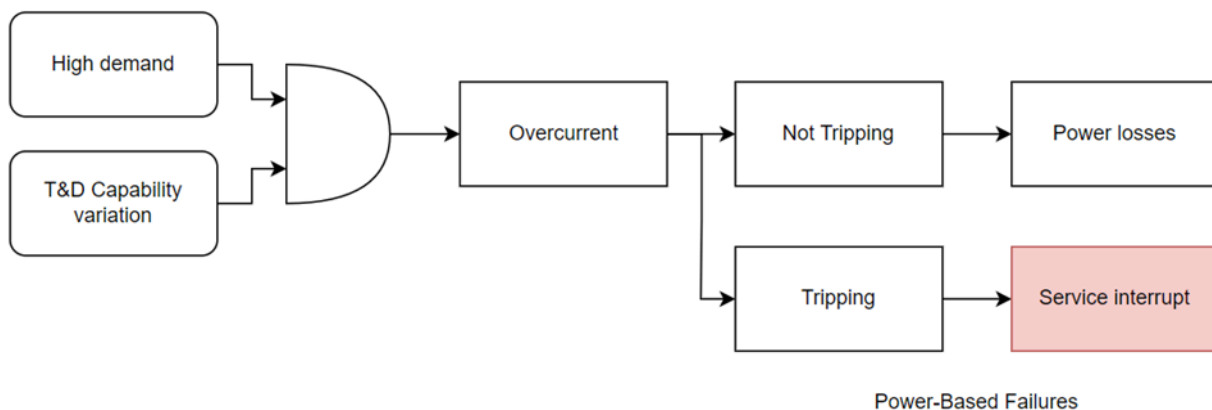 High demand
T&D Capability
variation
Overcurrent
Not Tripping
Power losses
Tripping
Service interrupt
Power-Based Failures